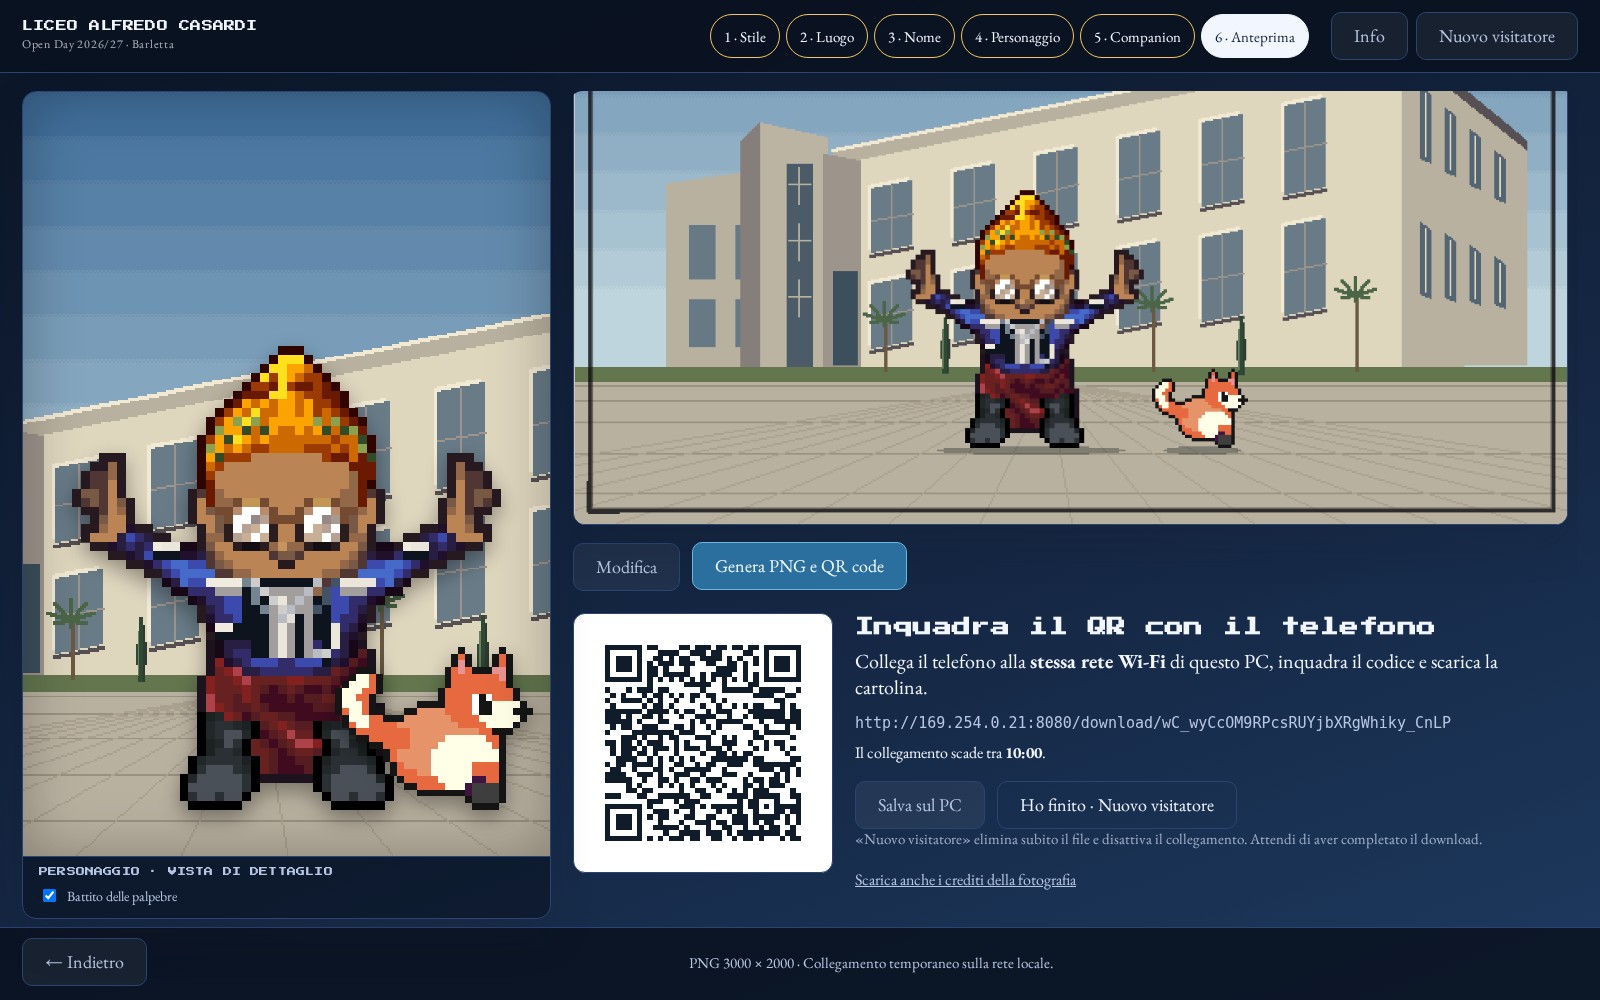 LICEO ALFREDO CASARDI
Open Day 2026/27 · Barletta
1 · Stile
2 · Luogo
3 · Nome
4 · Personaggio
5 · Companion
6 · Anteprima
Info
Nuovo visitatore
PERSONAGGIO · VISTA DI DETTAGLIO
Battito delle palpebre
Modifica
Genera PNG e QR code
Inquadra il QR con il telefono
Collega il telefono alla stessa rete Wi-Fi di questo PC, inquadra il codice e scarica la
cartolina.
http://169.254.0.21:8080/download/wC_wyCcOM9RPcsRUYjbXRgWhiky_CnLP
Il collegamento scade tra 10:00.
Salva sul PC
Ho finito · Nuovo visitatore
«Nuovo visitatore» elimina subito il file e disattiva il collegamento. Attendi di aver completato il download.
Scarica anche i crediti della fotografia
← Indietro
PNG 3000 × 2000 · Collegamento temporaneo sulla rete locale.